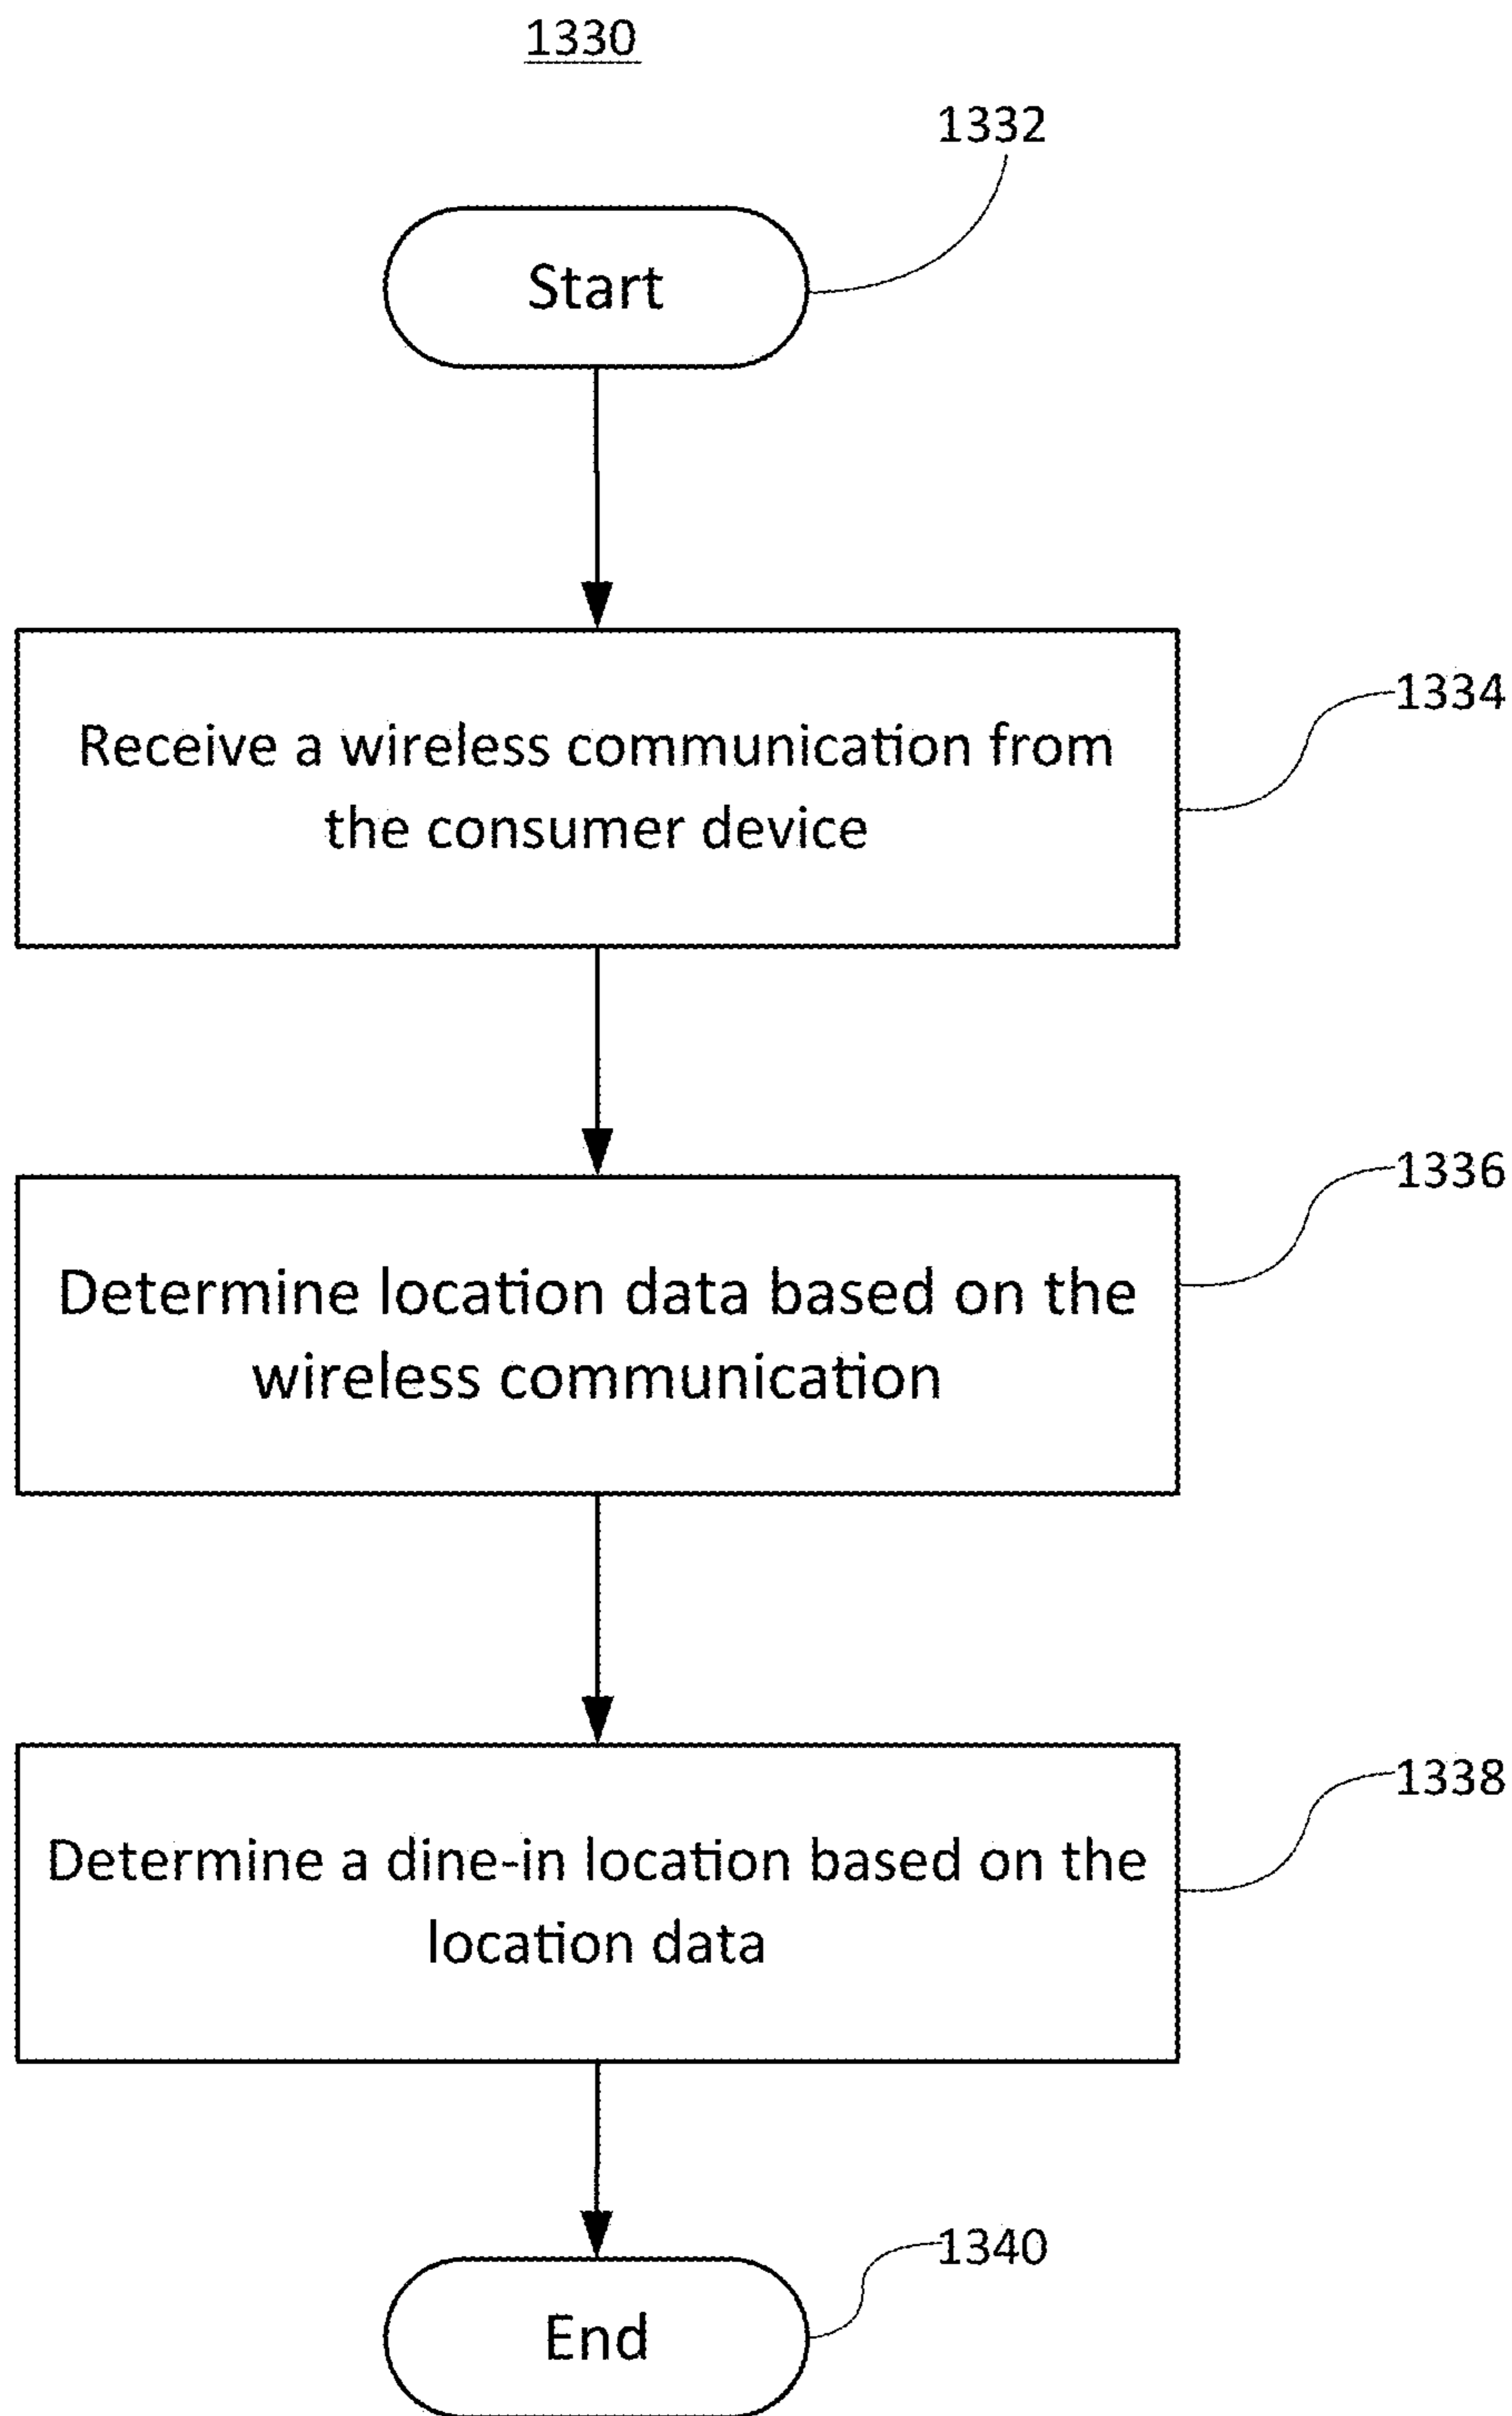 1330
1332
Start
Receive a wireless communication from
the consumer device
1334
Determine location data based on the
wireless communication
1336
Determine a dine-in location based on the
location data
1338
1340
End